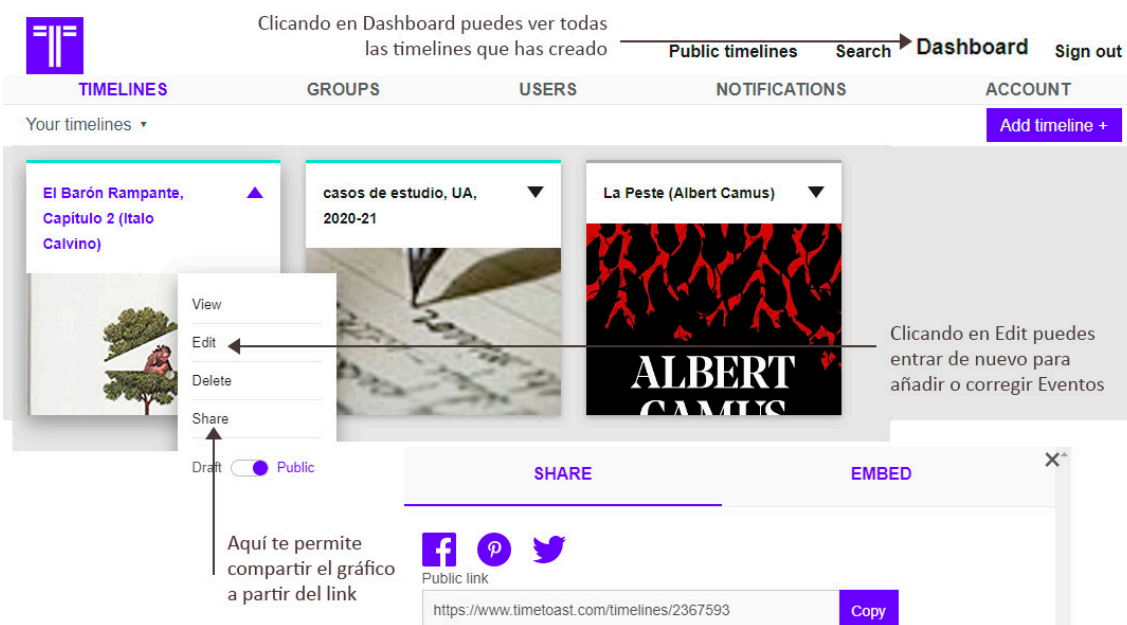 Clicando en Dashboard puedes ver todas
las timelines que has creado
Public timelines
Search
Dashboard
Sign out
TIMELINES
GROUPS
USERS
NOTIFICATIONS
ACCOUNT
Your timelines
Add timeline +
El Barón Rampante,
Capítulo 2 (Italo
Calvino)
casos de estudio, UA,
2020-21
La Peste (Albert Camus)
ALBERT
CAMUS
View
Edit
Delete
Share
Draft
Public
Clicando en Edit puedes
entrar de nuevo para
añadir o corregir Eventos
Aquí te permite
compartir el gráfico
a partir del link
SHARE
EMBED
Public link
https://www.timetoast.com/timelines/2367593
Copy